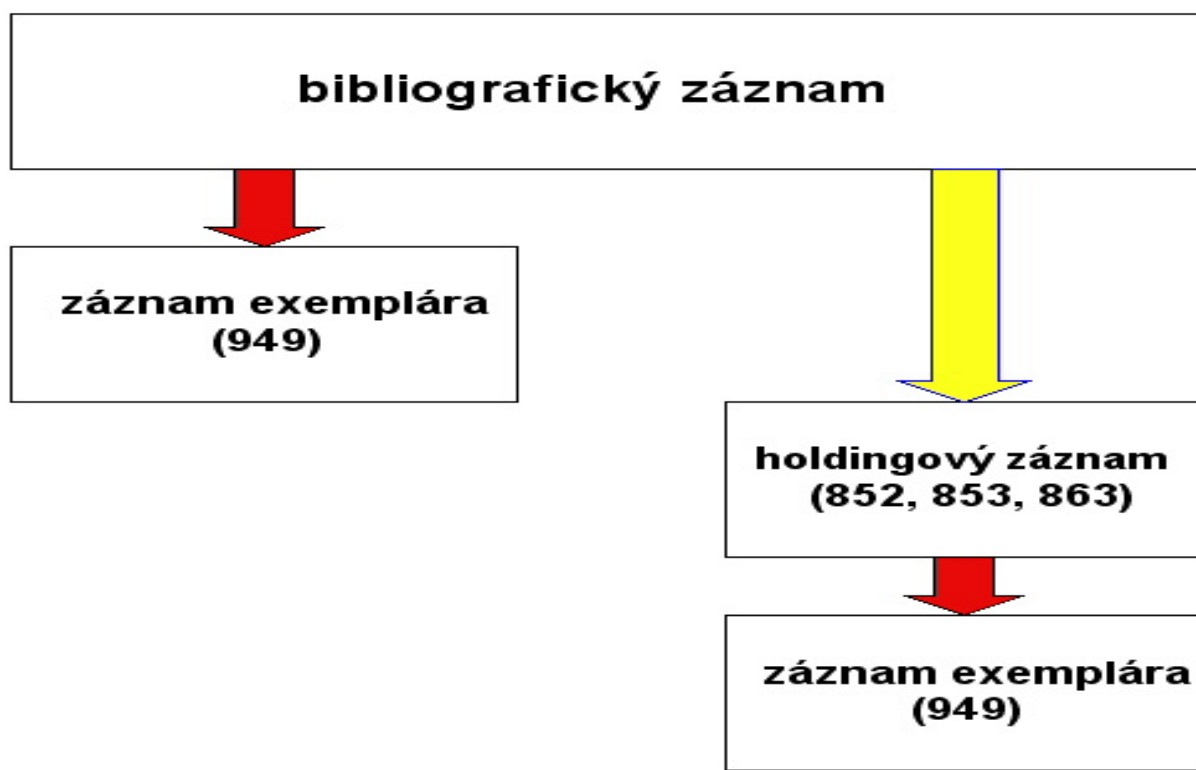 bibliografický záznam
záznam exemplára
(949)
holdingový záznam
(852, 853, 863)
záznam exemplára
(949)